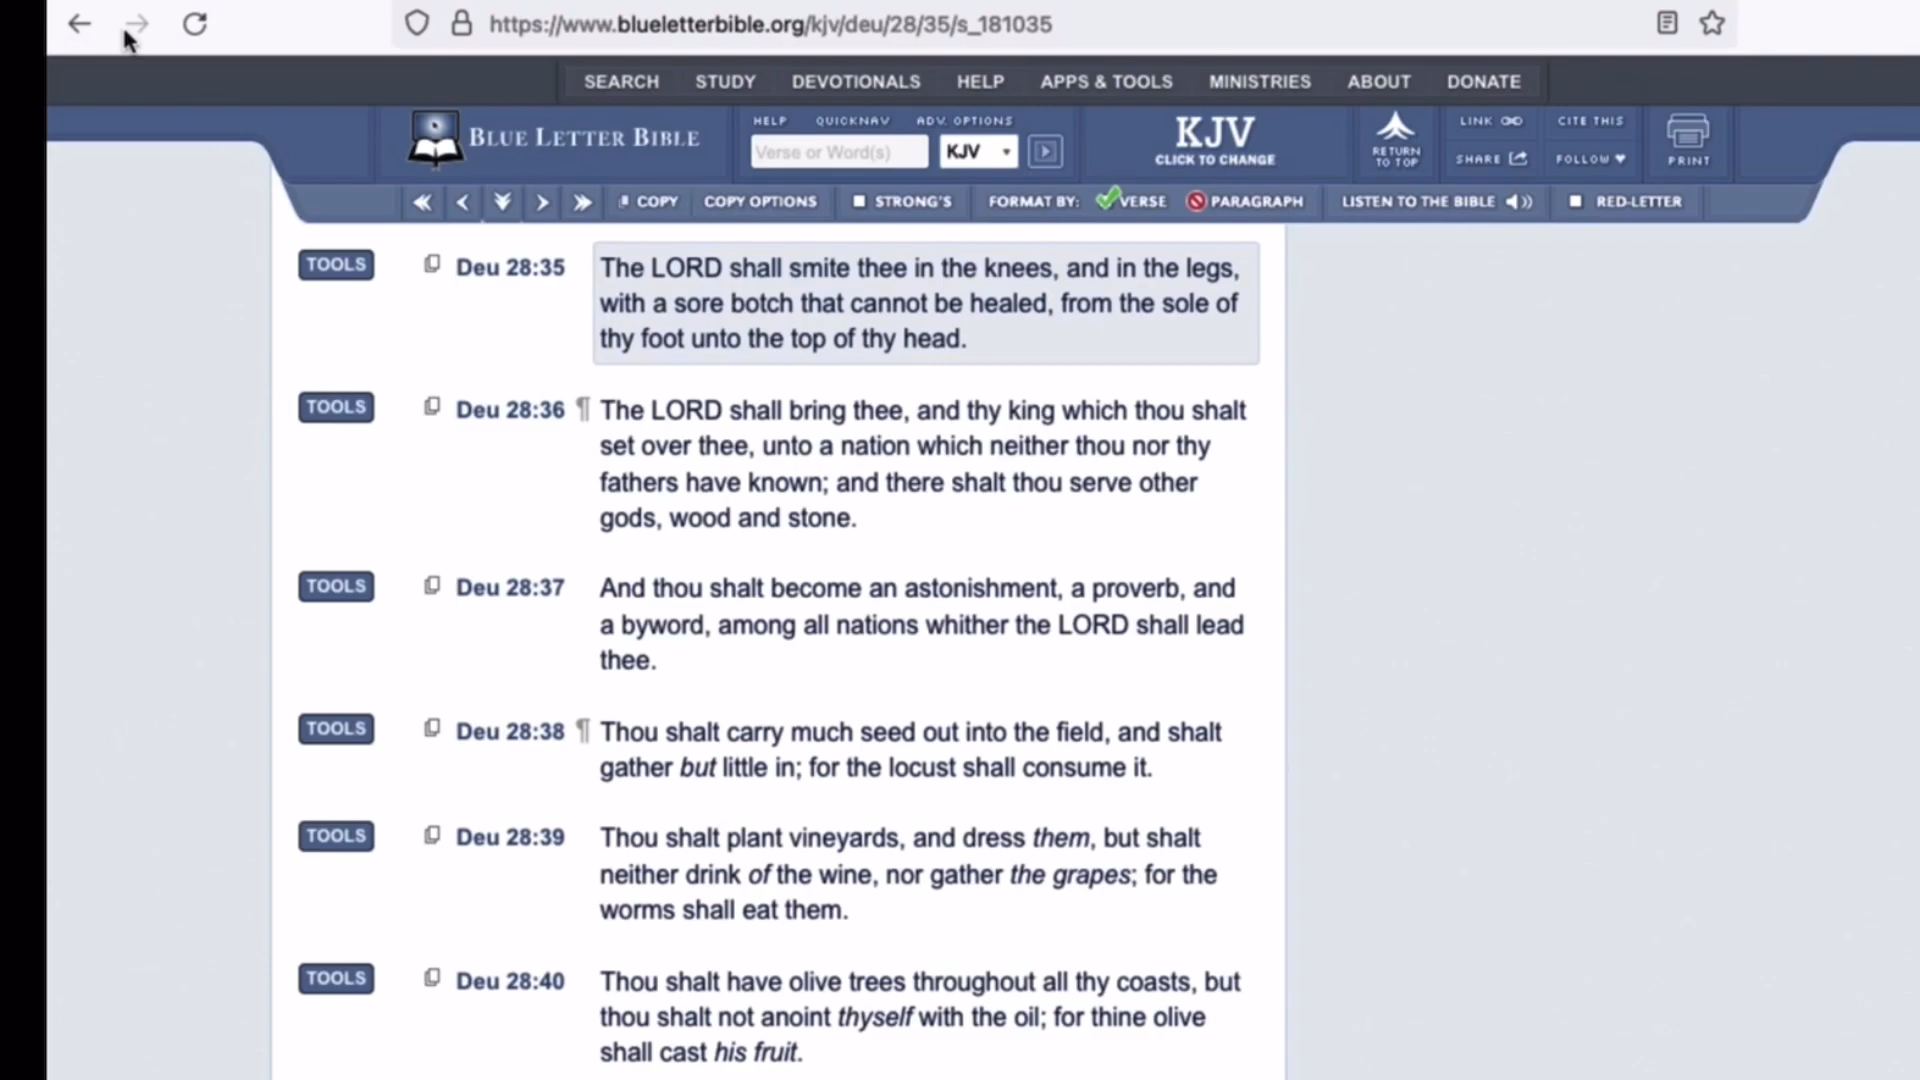 https://www.blueletterbible.org/kjv/deu/28/35/s_181035
SEARCH STUDY DEVOTIONALS HELP APPS & TOOLS MINISTRIES ABOUT DONATE
BLUE LETTER BIBLE
HELP QUICKNAV ADV. OPTIONS
Verse or Word(s) KJV
KJV
CLICK TO CHANGE
RETURN
TO TOP
LINK CITE THIS
SHARE FOLLOW
PRINT
COPY COPY OPTIONS STRONG'S FORMAT BY: VERSE PARAGRAPH LISTEN TO THE BIBLE RED-LETTER
TOOLS Deu 28:35 The LORD shall smite thee in the knees, and in the legs,
with a sore botch that cannot be healed, from the sole of
thy foot unto the top of thy head.
TOOLS Deu 28:36 ¶ The LORD shall bring thee, and thy king which thou shalt
set over thee, unto a nation which neither thou nor thy
fathers have known; and there shalt thou serve other
gods, wood and stone.
TOOLS Deu 28:37 And thou shalt become an astonishment, a proverb, and
a byword, among all nations whither the LORD shall lead
thee.
TOOLS Deu 28:38 ¶ Thou shalt carry much seed out into the field, and shalt
gather but little in; for the locust shall consume it.
TOOLS Deu 28:39 Thou shalt plant vineyards, and dress them, but shalt
neither drink of the wine, nor gather the grapes; for the
worms shall eat them.
TOOLS Deu 28:40 Thou shalt have olive trees throughout all thy coasts, but
thou shalt not anoint thyself with the oil; for thine olive
shall cast his fruit.